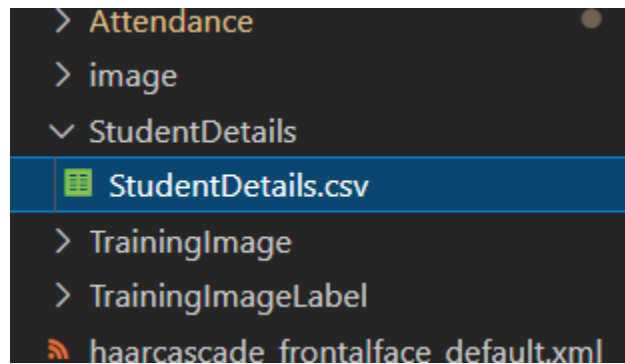 Attendance
image
StudentDetails
StudentDetails.csv
TrainingImage
TrainingImageLabel
haarcascade_frontalface_default.xml